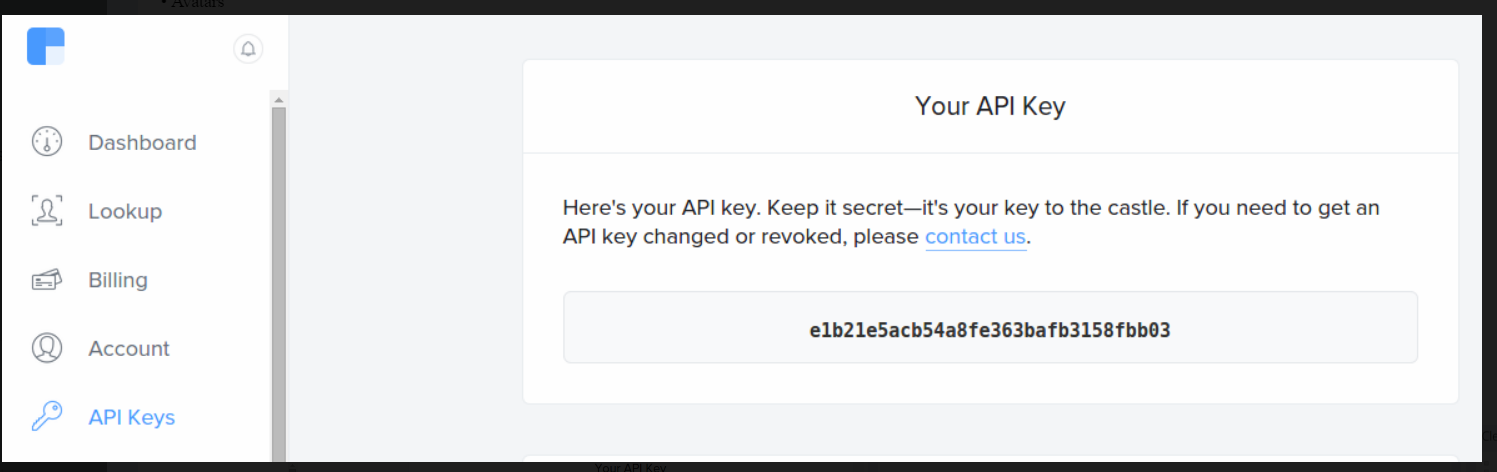 • Avatars
Your API Key
Dashboard
Lookup
Billing
Account
API Keys
Here's your API key. Keep it secret—it's your key to the castle. If you need to get an
API key changed or revoked, please contact us.
e1b21e5acb54a8fe363bafb3158fbb03
Your API Key